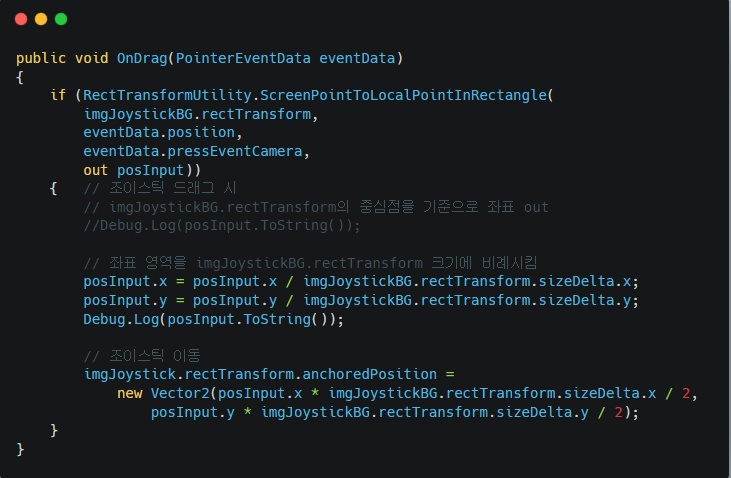 public void OnDrag(PointerEventData eventData)
{
if (RectTransformUtility.ScreenPointToLocalPointInRectangle(
imgJoystickBG.rectTransform,
eventData.position,
eventData.pressEventCamera,
out posInput))
{ // 조이스틱 드래그 시
// imgJoystickBG.rectTransform의 중심점을 기준으로 좌표 out
//Debug.Log(posInput.ToString());
// 좌표 영역을 imgJoystickBG.rectTransform 크기에 비례시킴
posInput.x = posInput.x / imgJoystickBG.rectTransform.sizeDelta.x;
posInput.y = posInput.y / imgJoystickBG.rectTransform.sizeDelta.y;
Debug.Log(posInput.ToString());
// 조이스틱 이동
imgJoystick.rectTransform.anchoredPosition =
new Vector2(posInput.x * imgJoystickBG.rectTransform.sizeDelta.x / 2,
posInput.y * imgJoystickBG.rectTransform.sizeDelta.y / 2);
}
}